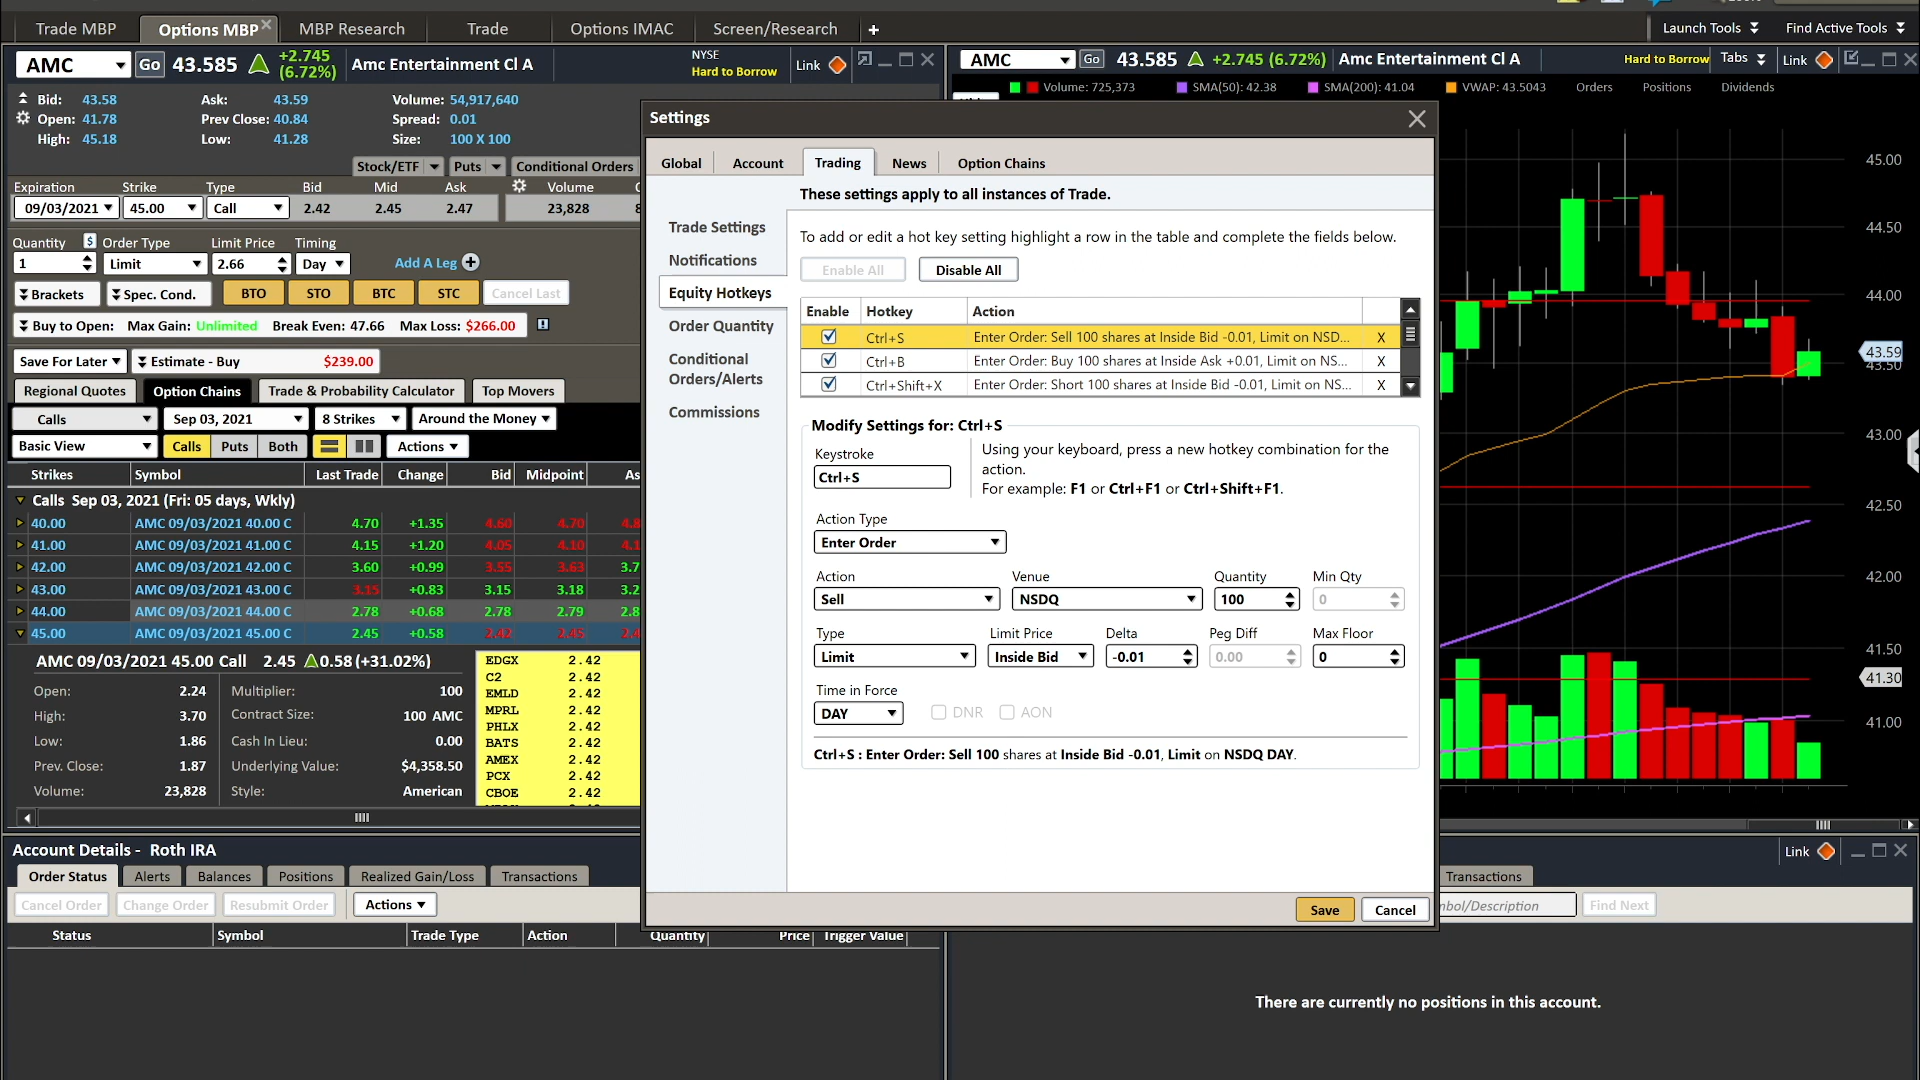 Trade MBP Options MBP MBP Research Trade Options IMAC Screen/Research + Launch Tools Find Active Tools
AMC Go 43.585 +2.745 (6.72%) Amc Entertainment Cl A NYSE Hard to Borrow Link
Bid: 43.58 Ask: 43.59 Volume: 54,917,640
Open: 41.78 Prev Close: 40.84 Spread: 0.01
High: 45.18 Low: 41.28 Size: 100 X 100
Stock/ETF Puts Conditional Orders
Expiration Strike Type Bid Mid Ask Volume
09/03/2021 45.00 Call 2.42 2.45 2.47 23,828
Quantity $ Order Type Limit Price Timing
1 Limit 2.66 Day Add A Leg
Brackets Spec. Cond. BTO STO BTC STC Cancel Last
Buy to Open: Max Gain: Unlimited Break Even: 47.66 Max Loss: $266.00
Save For Later Estimate - Buy $239.00
Regional Quotes Option Chains Trade & Probability Calculator Top Movers
Calls Sep 03, 2021 8 Strikes Around the Money
Basic View Calls Puts Both Actions
Strikes Symbol Last Trade Change Bid Midpoint As
Calls Sep 03, 2021 (Fri: 05 days, Wkly)
40.00 AMC 09/03/2021 40.00 C 4.70 +1.35 4.60 4.70 4.8
41.00 AMC 09/03/2021 41.00 C 4.15 +1.20 4.05 4.10 4.1
42.00 AMC 09/03/2021 42.00 C 3.60 +0.99 3.55 3.63 3.7
43.00 AMC 09/03/2021 43.00 C 3.15 +0.83 3.15 3.18 3.2
44.00 AMC 09/03/2021 44.00 C 2.78 +0.68 2.78 2.79 2.8
45.00 AMC 09/03/2021 45.00 C 2.45 +0.58 2.42 2.45 2.4
AMC 09/03/2021 45.00 Call 2.45 0.58 (+31.02%)
Open: 2.24 Multiplier: 100
High: 3.70 Contract Size: 100 AMC
Low: 1.86 Cash In Lieu: 0.00
Prev. Close: 1.87 Underlying Value: $4,358.50
Volume: 23,828 Style: American
EDGX 2.42
C2 2.42
EMLD 2.42
MPRL 2.42
PHLX 2.42
BATS 2.42
AMEX 2.42
PCX 2.42
CBOE 2.42
Account Details - Roth IRA
Order Status Alerts Balances Positions Realized Gain/Loss Transactions
Cancel Order Change Order Resubmit Order Actions
Status Symbol Trade Type Action Quantity Price Trigger Value
Settings
Global Account Trading News Option Chains
These settings apply to all instances of Trade.
Trade Settings
Notifications
Equity Hotkeys
Order Quantity
Conditional
Orders/Alerts
Commissions
To add or edit a hot key setting highlight a row in the table and complete the fields below.
Enable All Disable All
Enable Hotkey Action
Ctrl+S Enter Order: Sell 100 shares at Inside Bid -0.01, Limit on NSD... X
Ctrl+B Enter Order: Buy 100 shares at Inside Ask +0.01, Limit on NS... X
Ctrl+Shift+X Enter Order: Short 100 shares at Inside Bid -0.01, Limit on NS... X
Modify Settings for: Ctrl+S
Keystroke
Ctrl+S
Using your keyboard, press a new hotkey combination for the
action.
For example: F1 or Ctrl+F1 or Ctrl+Shift+F1.
Action Type
Enter Order
Action Venue Quantity Min Qty
Sell NSDQ 100 0
Type Limit Price Delta Peg Diff Max Floor
Limit Inside Bid -0.01 0.00 0
Time in Force
DAY DNR AON
Ctrl+S : Enter Order: Sell 100 shares at Inside Bid -0.01, Limit on NSDQ DAY.
Save Cancel
AMC Go 43.585 +2.745 (6.72%) Amc Entertainment Cl A Hard to Borrow Tabs Link
Volume: 725,373 SMA(50): 42.38 SMA(200): 41.04 VWAP: 43.5043 Orders Positions Dividends
45.00
44.50
44.00
43.59
43.50
43.00
42.50
42.00
41.50
41.30
41.00
Link
Transactions
mbol/Description Find Next
There are currently no positions in this account.